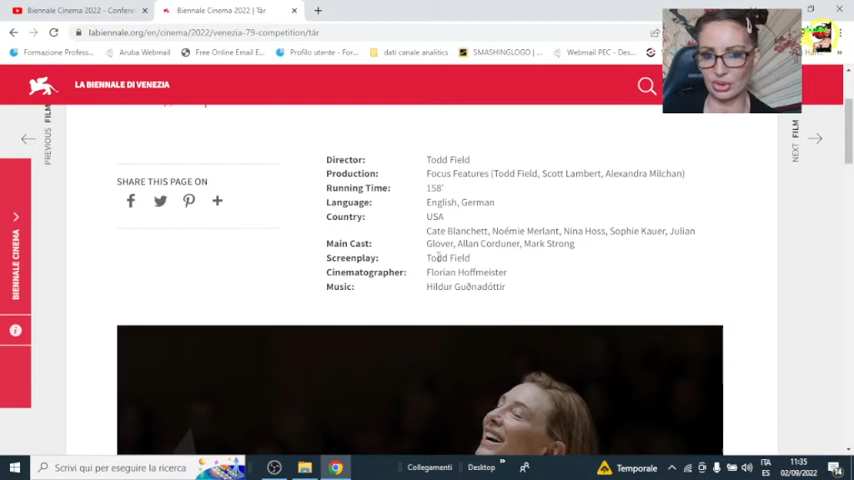 Biennale Cinema 2022 - Confere
Biennale Cinema 2022 | Tár
labiennale.org/en/cinema/2022/venezia-79-competition/tár
Formazione Profess...
Aruba Webmail
Free Online Email E...
Profilo utente - For...
dati canale analitics
SMASHINGLOGO | ...
Webmail PEC - De...
LA BIENNALE DI VENEZIA
PREVIOUS FILM
NEXT FILM
BIENNALE CINEMA
SHARE THIS PAGE ON
Director: Todd Field
Production: Focus Features (Todd Field, Scott Lambert, Alexandra Milchan)
Running Time: 158'
Language: English, German
Country: USA
Cate Blanchett, Noémie Merlant, Nina Hoss, Sophie Kauer, Julian
Main Cast: Glover, Allan Corduner, Mark Strong
Screenplay: Todd Field
Cinematographer: Florian Hoffmeister
Music: Hildur Guðnadóttir
Scrivi qui per eseguire la ricerca
Collegamenti
Desktop
Temporale
ITA
ES
11:35
02/09/2022
14